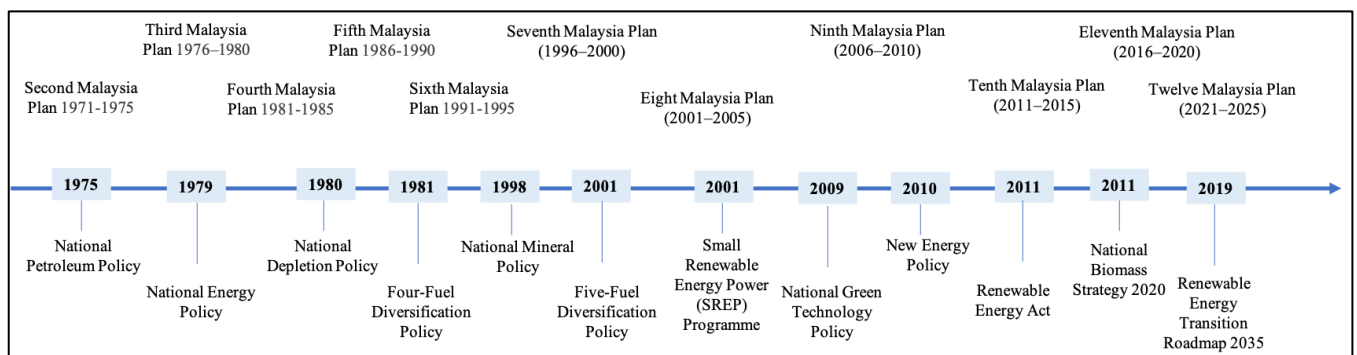 Third Malaysia
Plan 1976–1980
Fifth Malaysia
Plan 1986-1990
Seventh Malaysia Plan
(1996–2000)
Ninth Malaysia Plan
(2006–2010)
Eleventh Malaysia Plan
(2016–2020)
Second Malaysia
Plan 1971-1975
Fourth Malaysia
Plan 1981-1985
Sixth Malaysia
Plan 1991-1995
Eight Malaysia Plan
(2001–2005)
Tenth Malaysia Plan
(2011–2015)
Twelve Malaysia Plan
(2021–2025)
1975
1979
1980
1981
1998
2001
2001
2009
2010
2011
2011
2019
National
Petroleum Policy
National Energy
Policy
National
Depletion Policy
Four-Fuel
Diversification
Policy
National Mineral
Policy
Five-Fuel
Diversification
Policy
Small
Renewable
Energy Power
(SREP)
Programme
National Green
Technology
Policy
New Energy
Policy
Renewable
Energy Act
National
Biomass
Strategy 2020
Renewable
Energy
Transition
Roadmap 2035